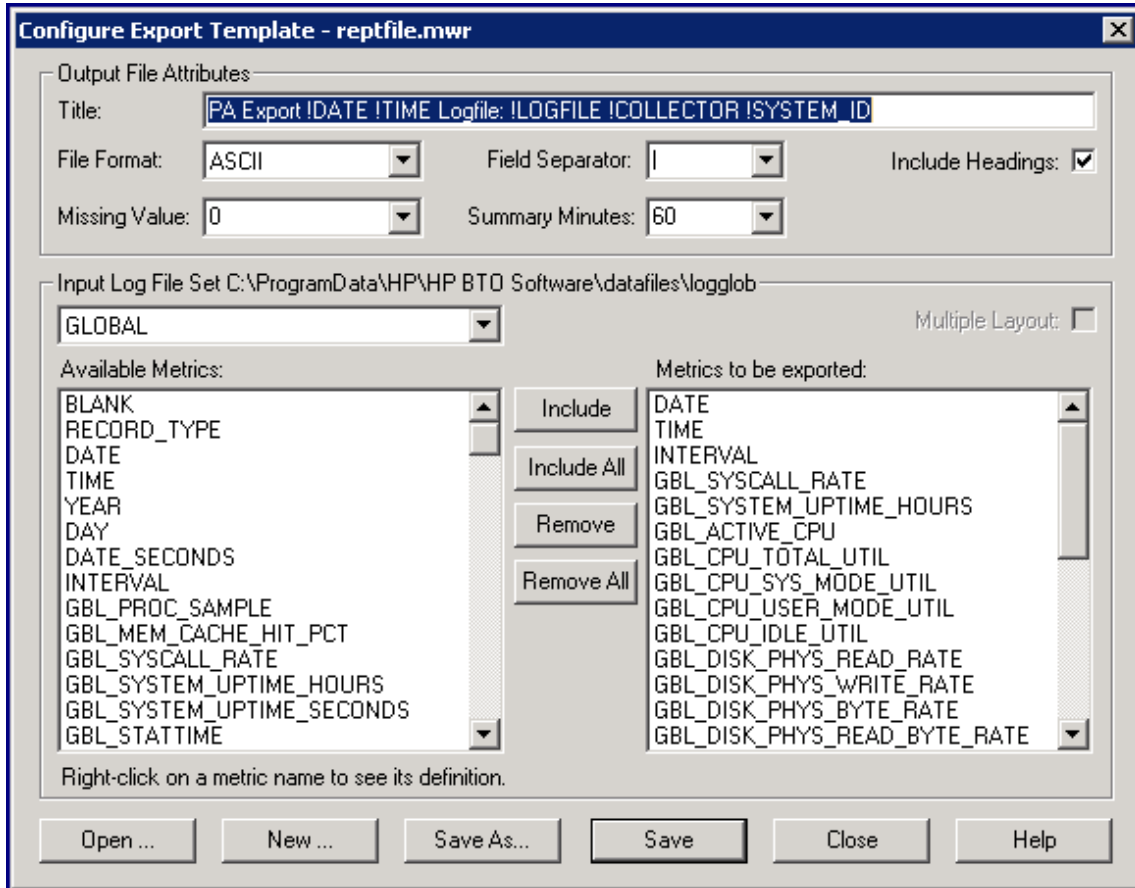 Configure Export Template - reptfile.mwr
Output File Attributes
Title: PA Export !DATE !TIME Logfile: !LOGFILE !COLLECTOR !SYSTEM_ID
File Format: ASCII Field Separator: | Include Headings:
Missing Value: 0 Summary Minutes: 60
Input Log File Set C:\ProgramData\HP\HP BTO Software\datafiles\logglob
GLOBAL Multiple Layout:
Available Metrics:
BLANK
RECORD_TYPE
DATE
TIME
YEAR
DAY
DATE_SECONDS
INTERVAL
GBL_PROC_SAMPLE
GBL_MEM_CACHE_HIT_PCT
GBL_SYSCALL_RATE
GBL_SYSTEM_UPTIME_HOURS
GBL_SYSTEM_UPTIME_SECONDS
GBL_STATTIME
Include
Include All
Remove
Remove All
Metrics to be exported:
DATE
TIME
INTERVAL
GBL_SYSCALL_RATE
GBL_SYSTEM_UPTIME_HOURS
GBL_ACTIVE_CPU
GBL_CPU_TOTAL_UTIL
GBL_CPU_SYS_MODE_UTIL
GBL_CPU_USER_MODE_UTIL
GBL_CPU_IDLE_UTIL
GBL_DISK_PHYS_READ_RATE
GBL_DISK_PHYS_WRITE_RATE
GBL_DISK_PHYS_BYTE_RATE
GBL_DISK_PHYS_READ_BYTE_RATE
Right-click on a metric name to see its definition.
Open ... New ... Save As... Save Close Help